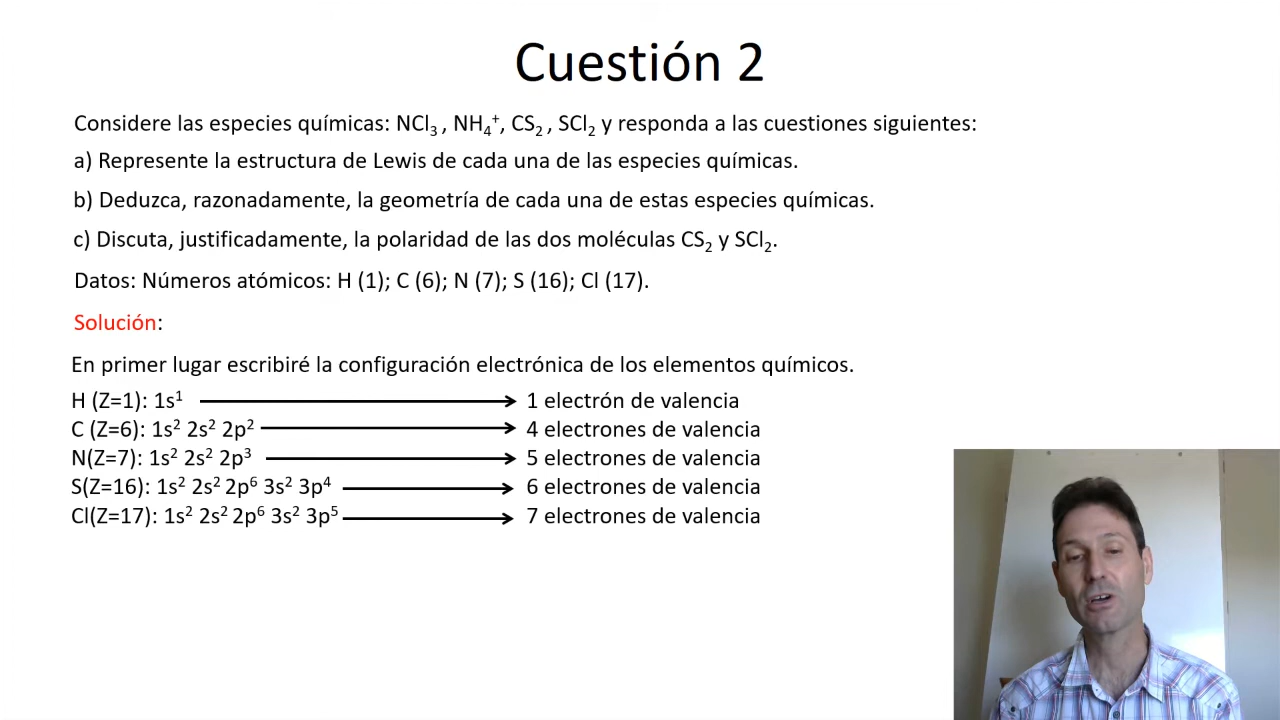 Cuestión 2
Considere las especies químicas: NCl₃ , NH₄⁺, CS₂ , SCl₂ y responda a las cuestiones siguientes:
a) Represente la estructura de Lewis de cada una de las especies químicas.
b) Deduzca, razonadamente, la geometría de cada una de estas especies químicas.
c) Discuta, justificadamente, la polaridad de las dos moléculas CS₂ y SCl₂.
Datos: Números atómicos: H (1); C (6); N (7); S (16); Cl (17).
Solución:
En primer lugar escribiré la configuración electrónica de los elementos químicos.
H (Z=1): 1s¹ ⟶ 1 electrón de valencia
C (Z=6): 1s² 2s² 2p² ⟶ 4 electrones de valencia
N(Z=7): 1s² 2s² 2p³ ⟶ 5 electrones de valencia
S(Z=16): 1s² 2s² 2p⁶ 3s² 3p⁴ ⟶ 6 electrones de valencia
Cl(Z=17): 1s² 2s² 2p⁶ 3s² 3p⁵ ⟶ 7 electrones de valencia